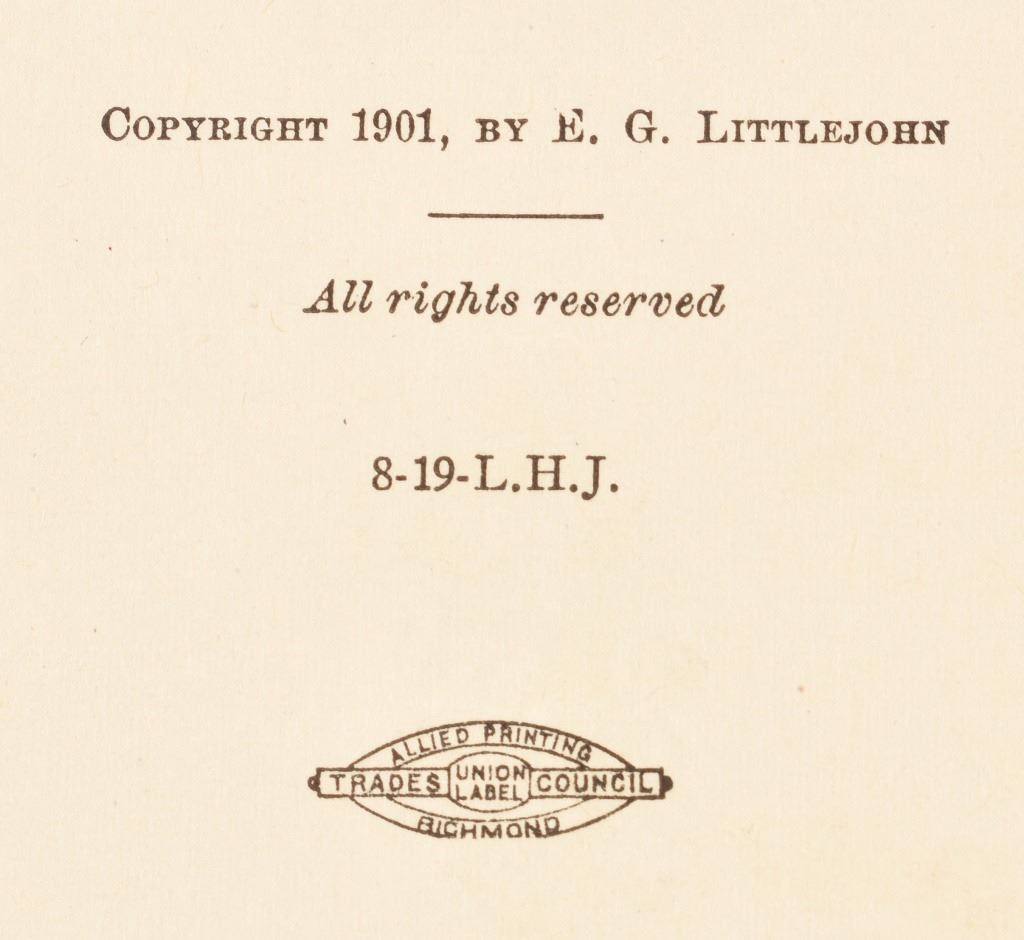 COPYRIGHT 1901, BY E. G. LITTLEJOHN
All rights reserved
8-19-L.H.J.
ALLIED PRINTING
TRADES UNION LABEL COUNCIL
RICHMOND